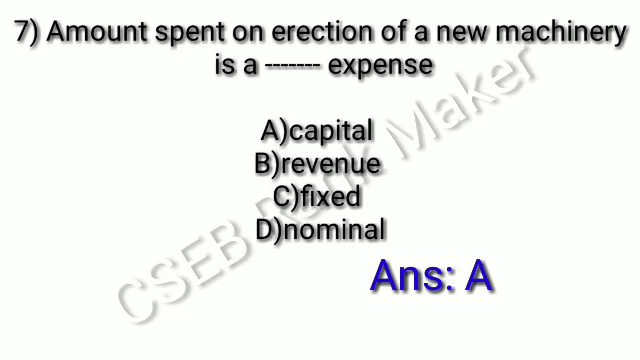 7) Amount spent on erection of a new machinery
is a ------- expense
A)capital
B)revenue
C)fixed
D)nominal
Ans: A
CSEB Rank Maker